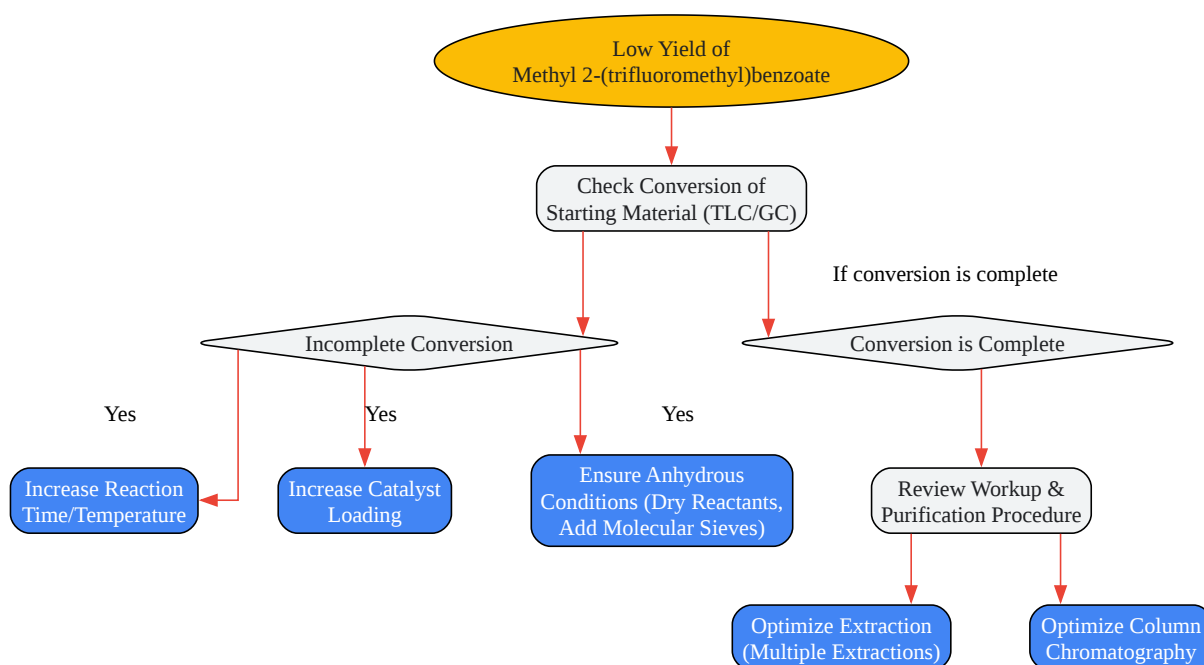 Low Yield of
Methyl 2-(trifluoromethyl)benzoate
Check Conversion of
Starting Material (TLC/GC)
If conversion is complete
Incomplete Conversion
Conversion is Complete
Yes
Yes
Yes
Increase Reaction
Time/Temperature
Increase Catalyst
Loading
Ensure Anhydrous
Conditions (Dry Reactants,
Add Molecular Sieves)
Review Workup &
Purification Procedure
Optimize Extraction
(Multiple Extractions)
Optimize Column
Chromatography